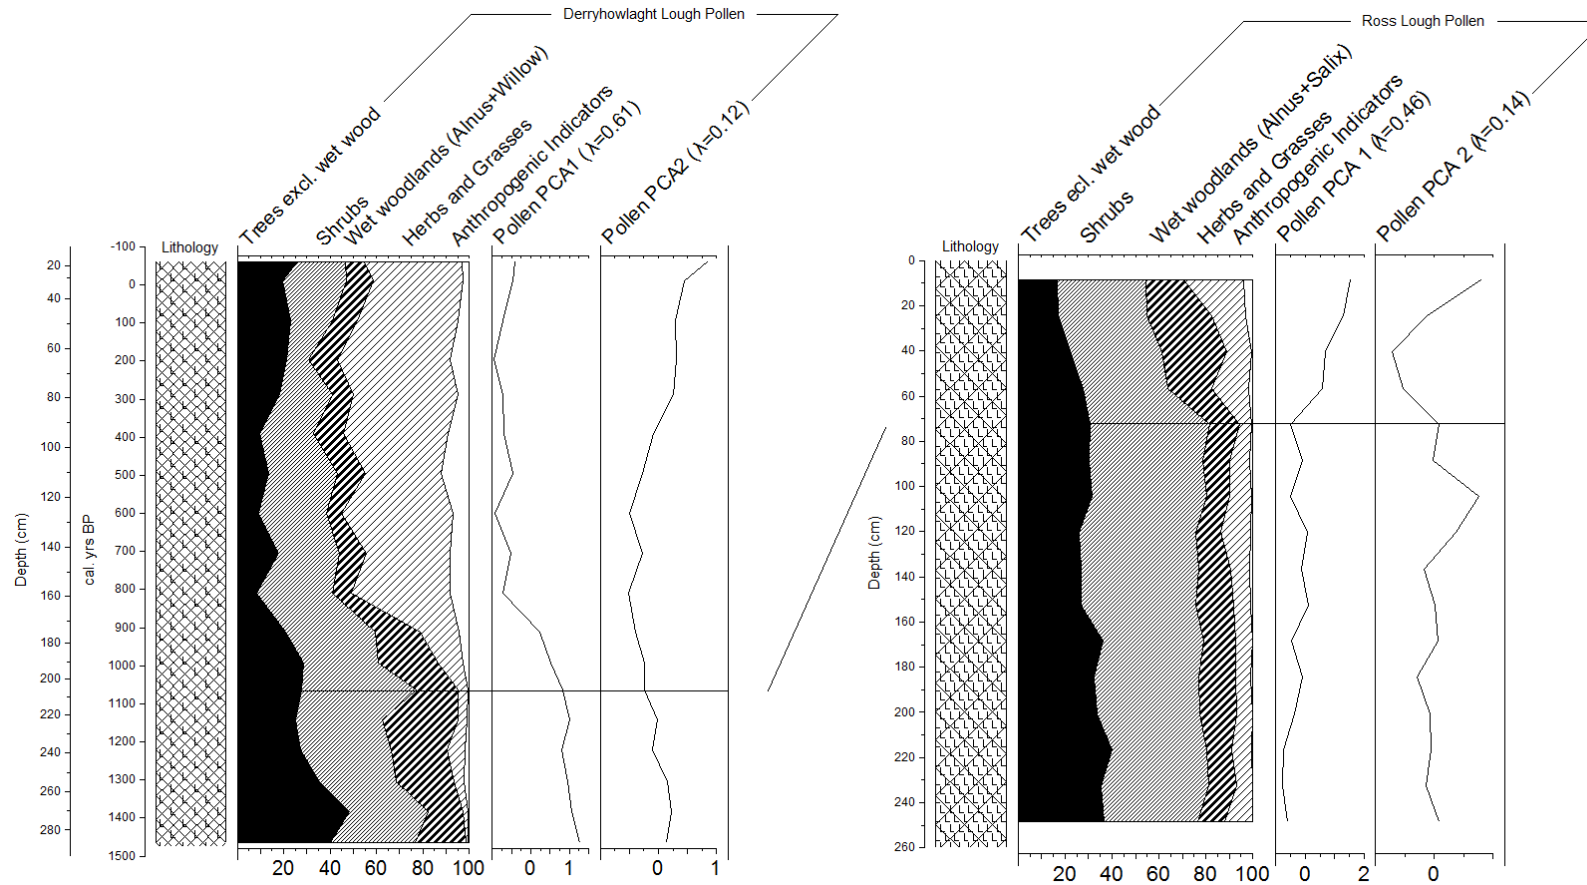 Derryhowlaght Lough Pollen
Trees excl. wet wood
Shrubs
Wet woodlands (Alnus+Willow)
Herbs and Grasses
Anthropogenic Indicators
Pollen PCA1 (λ=0.61)
Pollen PCA2 (λ=0.12)
Lithology
Depth (cm)
20
40
60
80
100
120
140
160
180
200
220
240
260
280
cal. yrs BP
-100
0
100
200
300
400
500
600
700
800
900
1000
1100
1200
1300
1400
1500
20 40 60 80 100
0 1
0 1
Ross Lough Pollen
Trees ecl. wet wood
Shrubs
Wet woodlands (Alnus+Salix)
Herbs and Grasses
Anthropogenic Indicators
Pollen PCA 1 (λ=0.46)
Pollen PCA 2 (λ=0.14)
Lithology
Depth (cm)
0
20
40
60
80
100
120
140
160
180
200
220
240
260
20 40 60 80 100
0 2
0